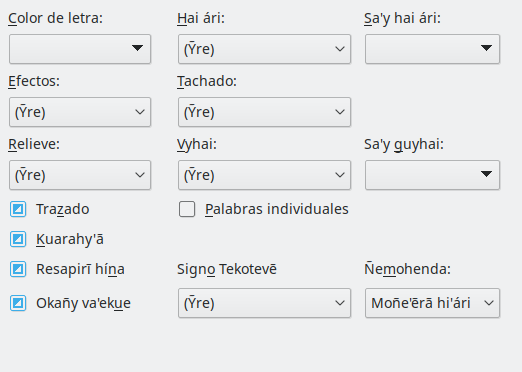 Color de letra: Hai ári: Sa'y hai ári:
(Ỹre)
Efectos: Tachado:
(Ỹre) (Ỹre)
Relieve: Vyhai: Sa'y guyhai:
(Ỹre) (Ỹre)
Trazado Palabras individuales
Kuarahy'ã
Resapirĩ hína Signo Tekotevẽ Ñemohenda:
Okañy va'ekue (Ỹre) Moñe'ẽrã hi'ári